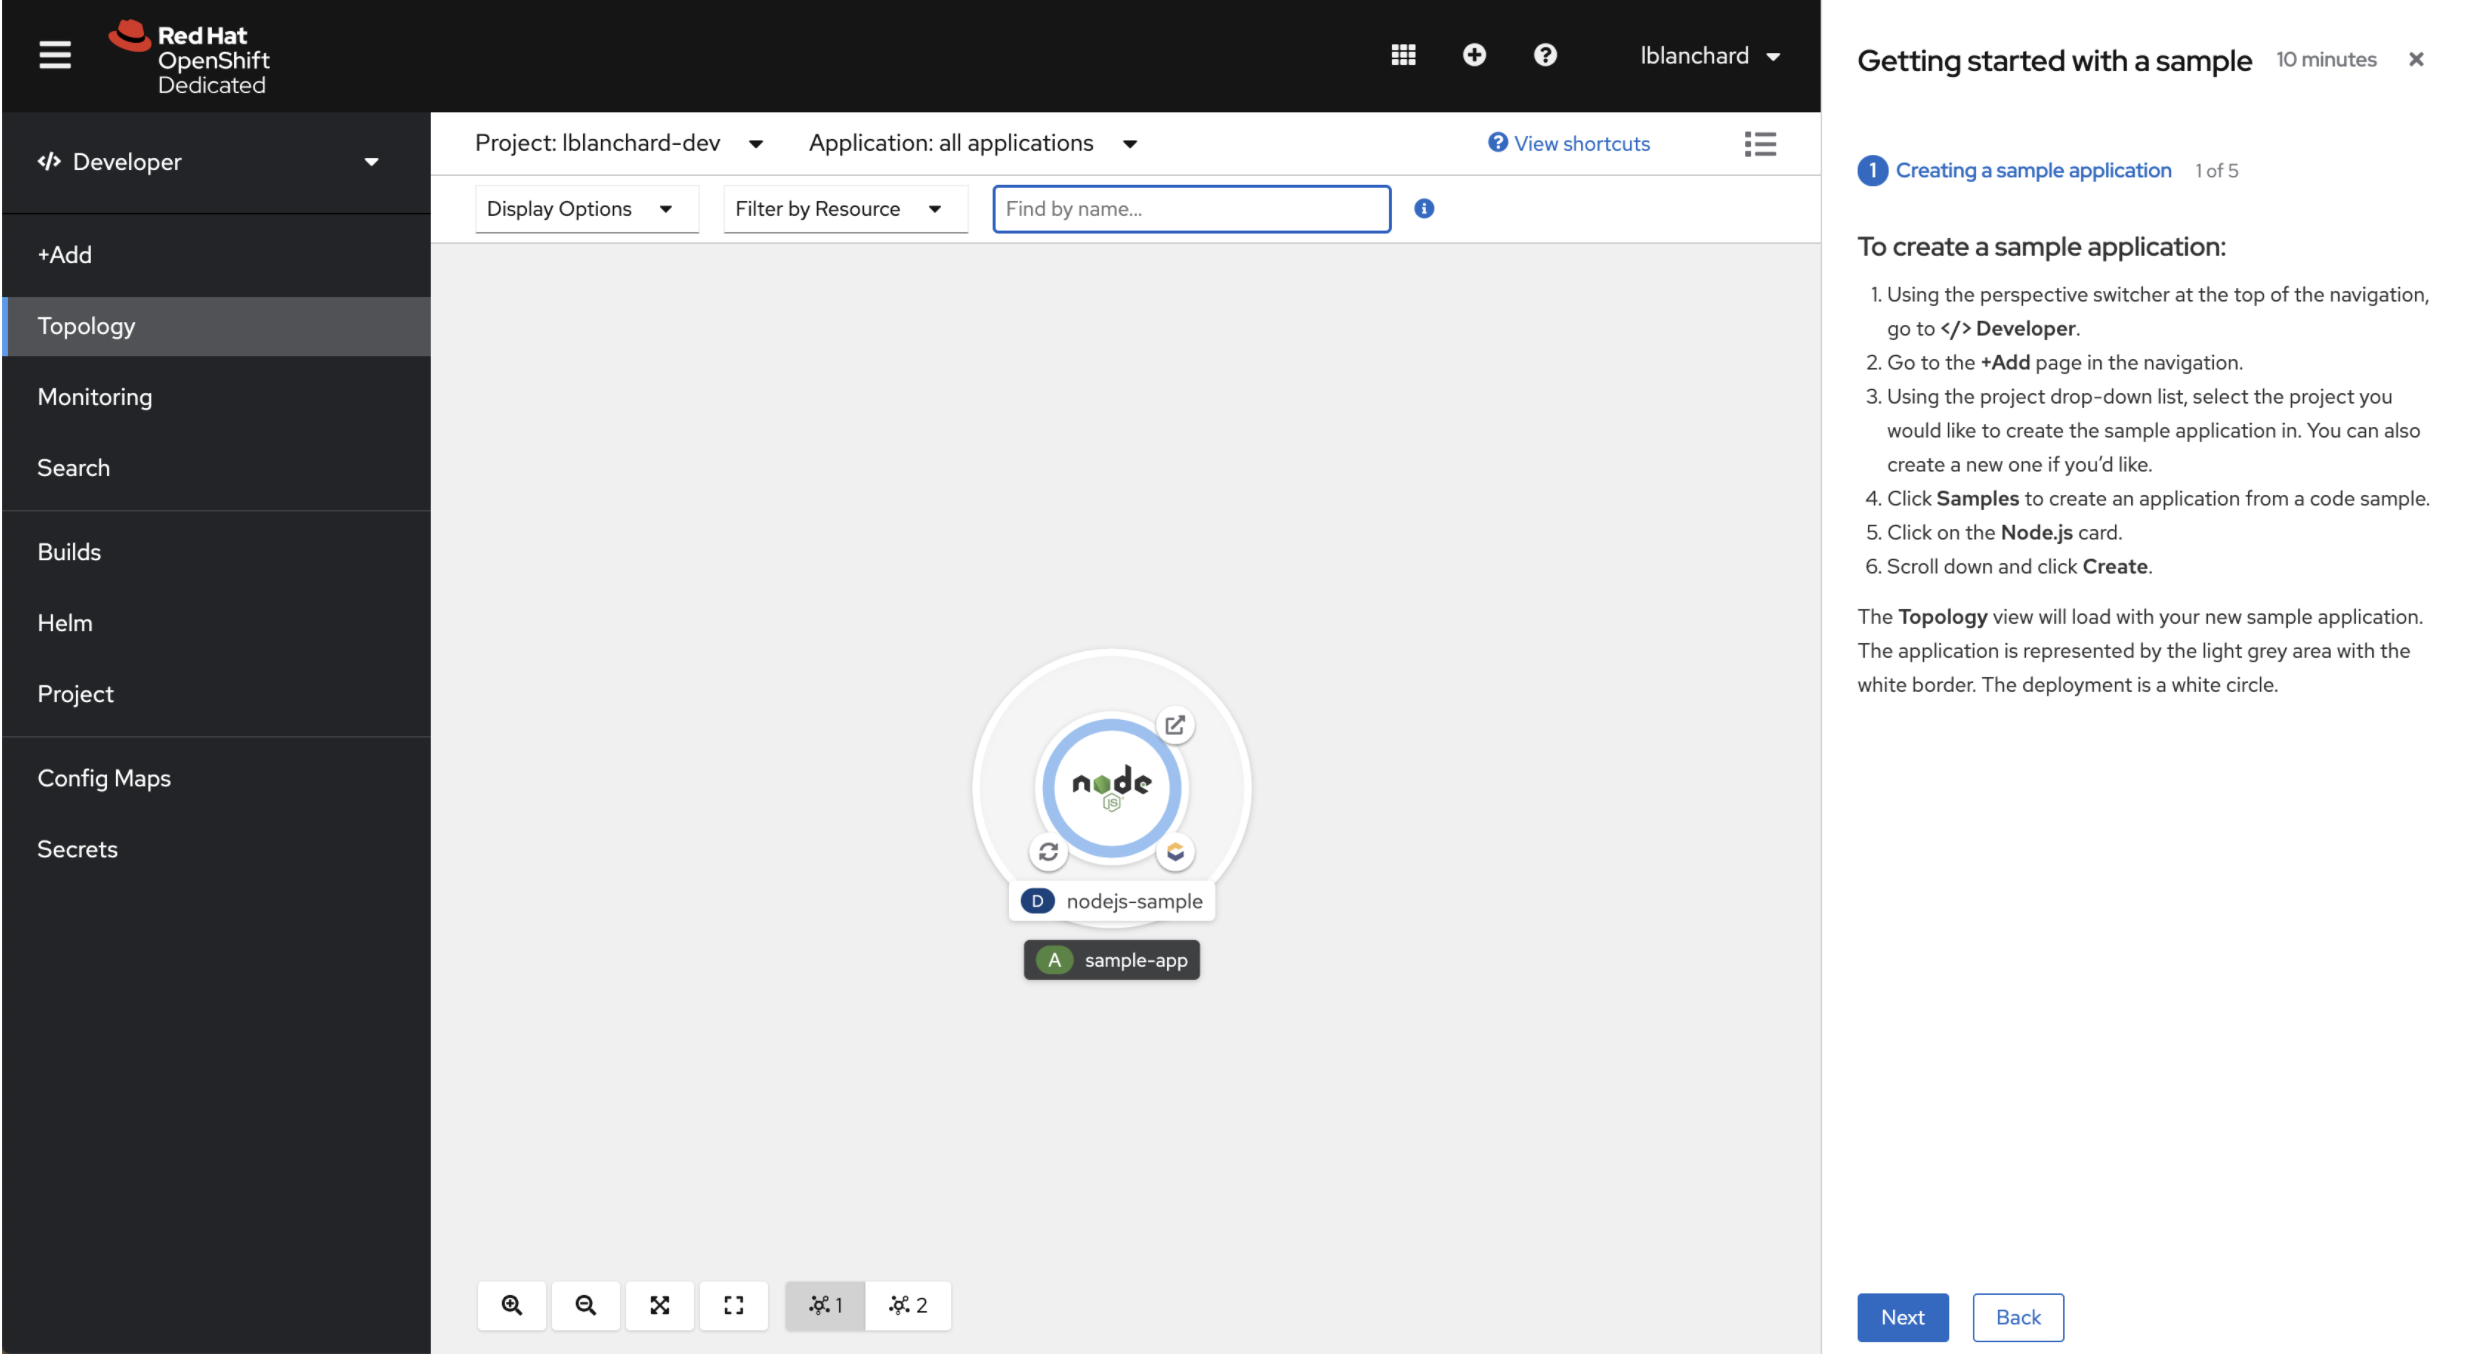 Red Hat
OpenShift
Dedicated
lblanchard
Developer
+Add
Topology
Monitoring
Search
Builds
Helm
Project
Config Maps
Secrets
Project: lblanchard-dev
Application: all applications
View shortcuts
Display Options
Filter by Resource
Find by name...
node
JS
D nodejs-sample
A sample-app
1
2
Getting started with a sample 10 minutes
1 Creating a sample application 1 of 5
To create a sample application:
1. Using the perspective switcher at the top of the navigation,
go to </> Developer.
2. Go to the +Add page in the navigation.
3. Using the project drop-down list, select the project you
would like to create the sample application in. You can also
create a new one if you’d like.
4. Click Samples to create an application from a code sample.
5. Click on the Node.js card.
6. Scroll down and click Create.
The Topology view will load with your new sample application.
The application is represented by the light grey area with the
white border. The deployment is a white circle.
Next
Back